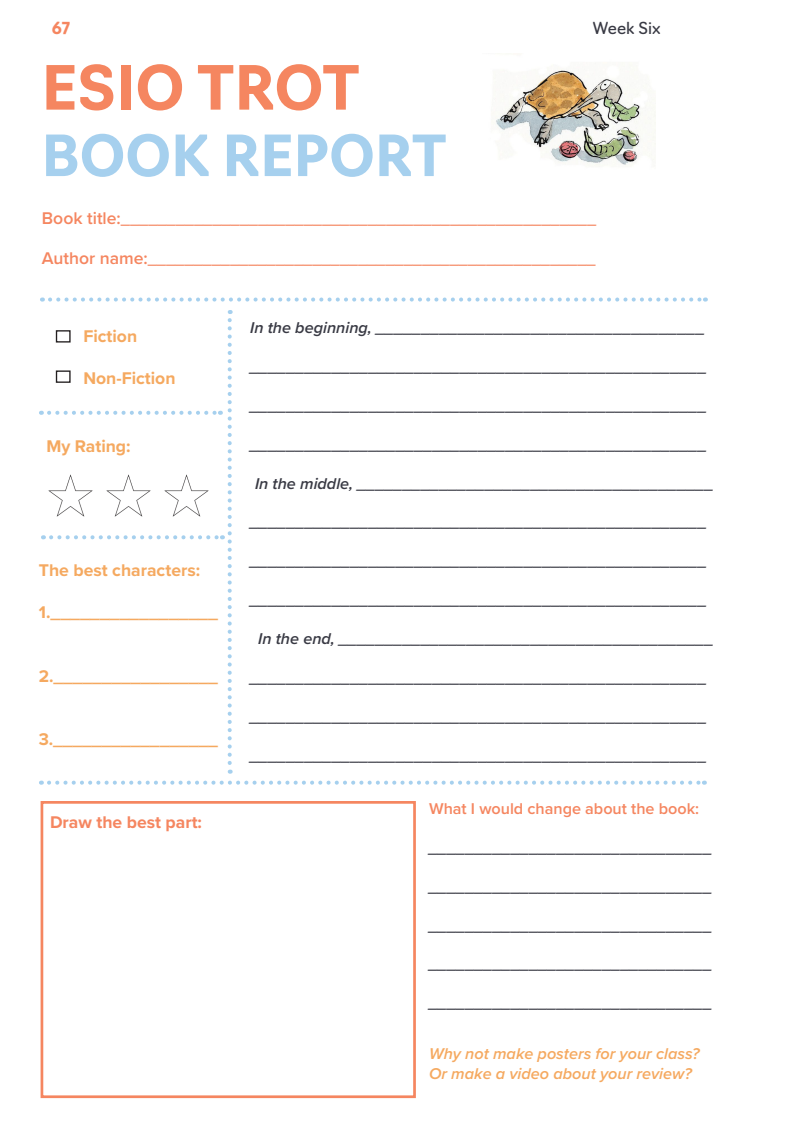 67
Week Six
ESIO TROT
BOOK REPORT
Book title:
Author name:
Fiction
Non-Fiction
My Rating:
The best characters:
1.
2.
3.
In the beginning,
In the middle,
In the end,
Draw the best part:
What I would change about the book:
Why not make posters for your class?
Or make a video about your review?